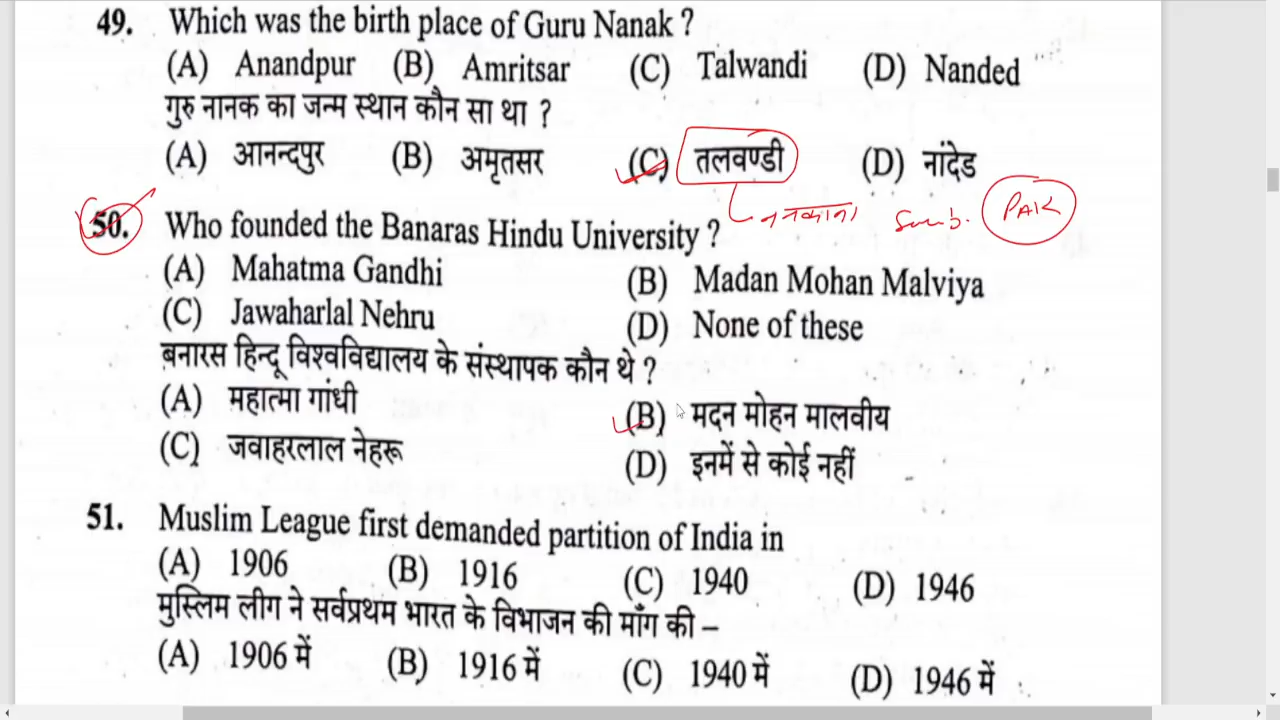 49. Which was the birth place of Guru Nanak ?
(A) Anandpur (B) Amritsar (C) Talwandi (D) Nanded
गुरु नानक का जन्म स्थान कौन सा था ?
(A) आनन्दपुर (B) अमृतसर (C) तलवण्डी (D) नांदेड
ननकाना PAK
50. Who founded the Banaras Hindu University ?
(A) Mahatma Gandhi (B) Madan Mohan Malviya
(C) Jawaharlal Nehru (D) None of these
बनारस हिन्दू विश्वविद्यालय के संस्थापक कौन थे ?
(A) महात्मा गांधी (B) मदन मोहन मालवीय
(C) जवाहरलाल नेहरू (D) इनमें से कोई नहीं
51. Muslim League first demanded partition of India in
(A) 1906 (B) 1916 (C) 1940 (D) 1946
मुस्लिम लीग ने सर्वप्रथम भारत के विभाजन की माँग की –
(A) 1906 में (B) 1916 में (C) 1940 में (D) 1946 में